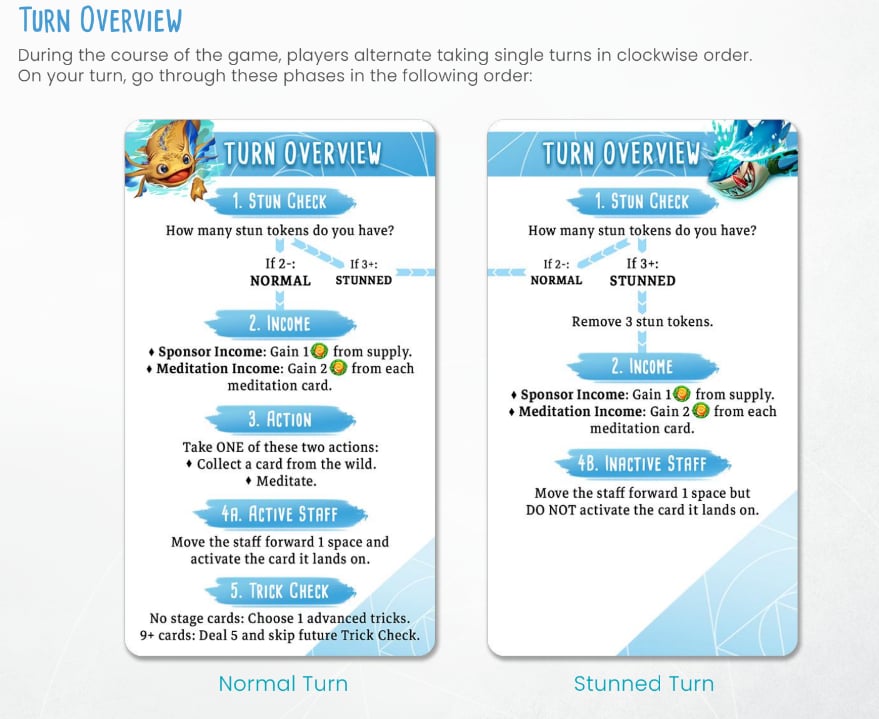 Turn Overview
During the course of the game, players alternate taking single turns in clockwise order.
On your turn, go through these phases in the following order:
Turn Overview
1. Stun Check
How many stun tokens do you have?
If 2-:
NORMAL
If 3+:
STUNNED
2. Income
♦ Sponsor Income: Gain 1 from supply.
♦ Meditation Income: Gain 2 from each
meditation card.
3. Action
Take ONE of these two actions:
♦ Collect a card from the wild.
♦ Meditate.
4A. Active Staff
Move the staff forward 1 space and
activate the card it lands on.
5. Trick Check
No stage cards: Choose 1 advanced tricks.
9+ cards: Deal 5 and skip future Trick Check.
Normal Turn
Turn Overview
1. Stun Check
How many stun tokens do you have?
If 2-:
NORMAL
If 3+:
STUNNED
Remove 3 stun tokens.
2. Income
♦ Sponsor Income: Gain 1 from supply.
♦ Meditation Income: Gain 2 from each
meditation card.
4B. Inactive Staff
Move the staff forward 1 space but
DO NOT activate the card it lands on.
Stunned Turn